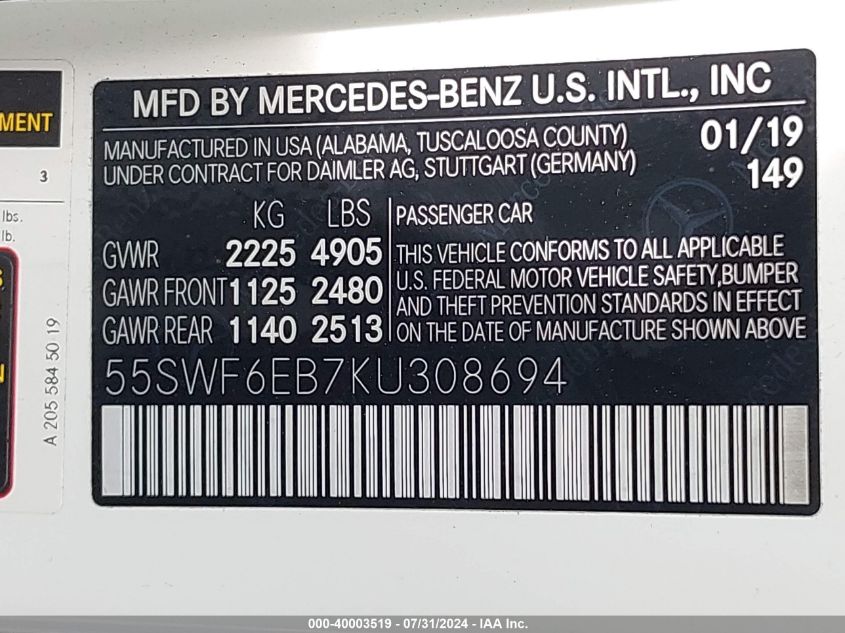 MENT
3
lbs.
lb.
S
N
A 205 584 50 19
MFD BY MERCEDES-BENZ U.S. INTL., INC
MANUFACTURED IN USA (ALABAMA, TUSCALOOSA COUNTY)
UNDER CONTRACT FOR DAIMLER AG, STUTTGART (GERMANY)
01/19
149
KG LBS
GVWR 2225 4905
GAWR FRONT 1125 2480
GAWR REAR 1140 2513
PASSENGER CAR
THIS VEHICLE CONFORMS TO ALL APPLICABLE
U.S. FEDERAL MOTOR VEHICLE SAFETY,BUMPER
AND THEFT PREVENTION STANDARDS IN EFFECT
ON THE DATE OF MANUFACTURE SHOWN ABOVE
55SWF6EB7KU308694
000-40003519 - 07/31/2024 - IAA Inc.